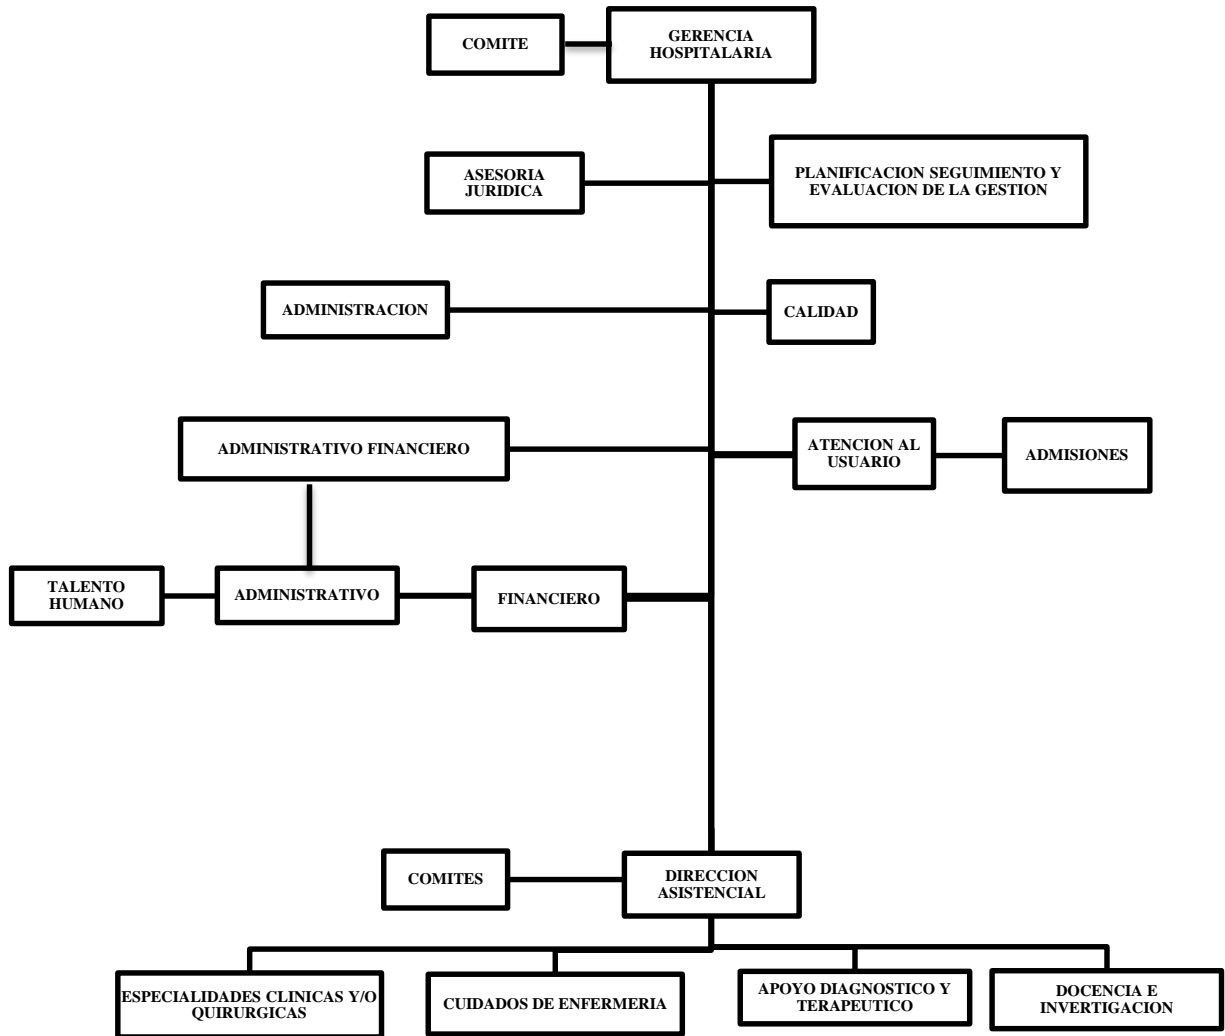 COMITE
GERENCIA
HOSPITALARIA
ASESORIA
JURIDICA
PLANIFICACION SEGUIMIENTO Y
EVALUACION DE LA GESTION
ADMINISTRACION
CALIDAD
ADMINISTRATIVO FINANCIERO
ATENCION AL
USUARIO
ADMISIONES
TALENTO
HUMANO
ADMINISTRATIVO
FINANCIERO
COMITES
DIRECCION
ASISTENCIAL
ESPECIALIDADES CLINICAS Y/O
QUIRURGICAS
CUIDADOS DE ENFERMERIA
APOYO DIAGNOSTICO Y
TERAPEUTICO
DOCENCIA E
INVERTIGACION